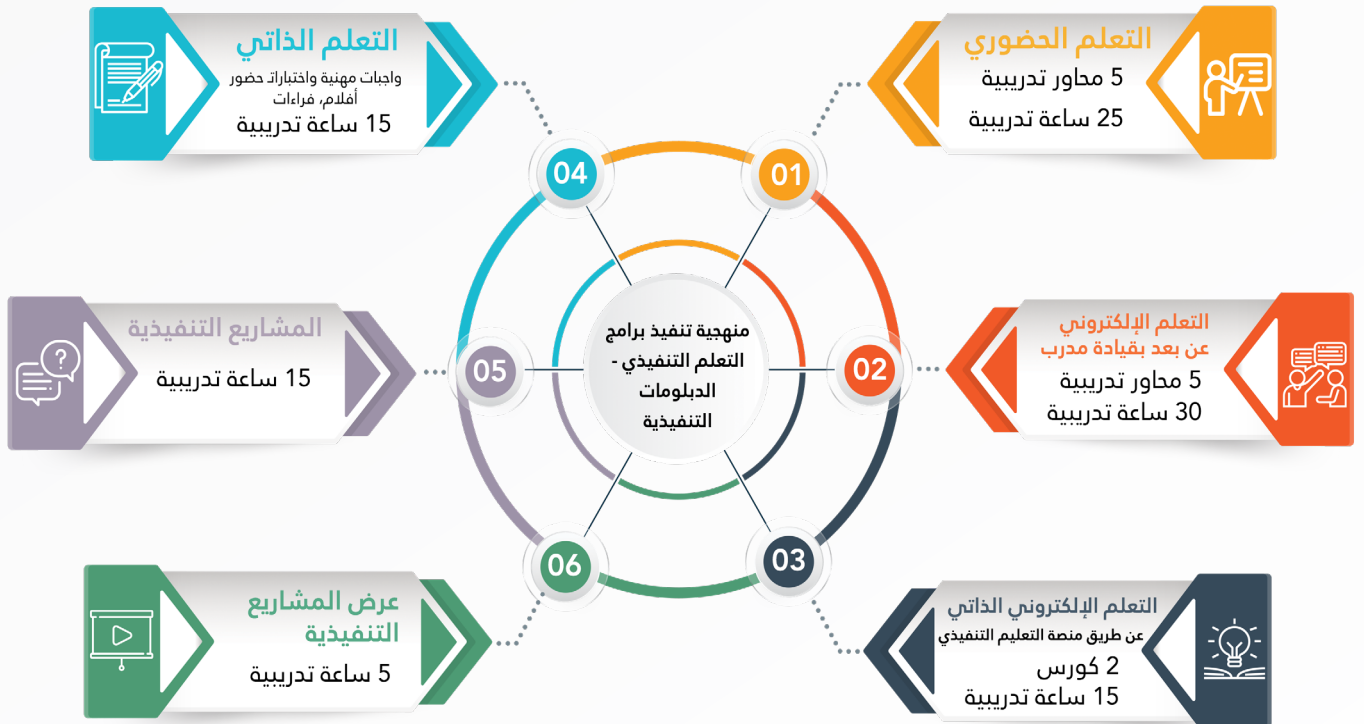 منهجية تنفيذ برامج
التعلم التنفيذي -
الدبلومات
التنفيذية
01
التعلم الحضوري
5 محاور تدريبية
25 ساعة تدريبية
02
التعلم الإلكتروني
عن بعد بقيادة مدرب
5 محاور تدريبية
30 ساعة تدريبية
03
التعلم الإلكتروني الذاتي
عن طريق منصة التعليم التنفيذي
2 كورس
15 ساعة تدريبية
04
التعلم الذاتي
واجبات مهنية واختباراتـ حضور
أفلام، فراءات
15 ساعة تدريبية
05
المشاريع التنفيذية
15 ساعة تدريبية
06
عرض المشاريع
التنفيذية
5 ساعة تدريبية
?